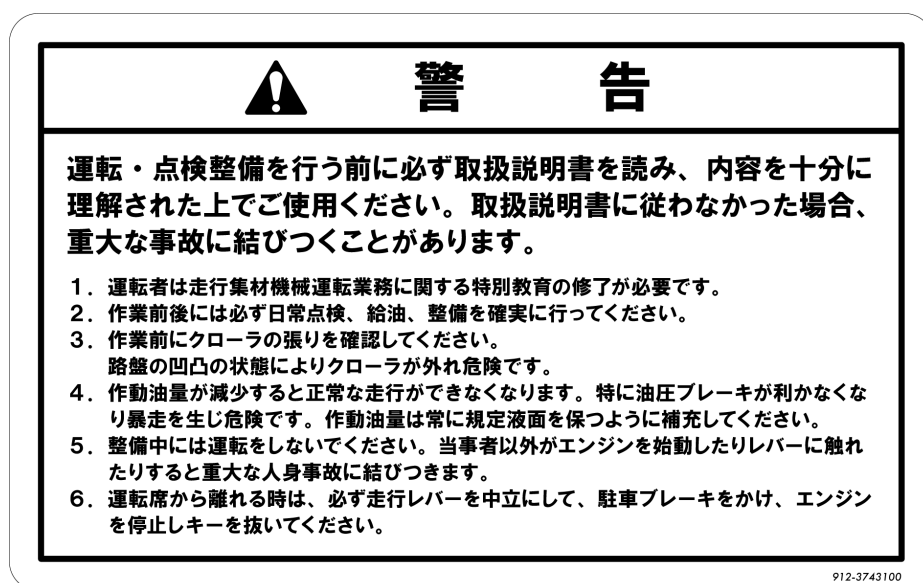 警 告
運転・点検整備を行う前に必ず取扱説明書を読み、内容を十分に
理解された上でご使用ください。取扱説明書に従わなかった場合、
重大な事故に結びつくことがあります。
1. 運転者は走行集材機械運転業務に関する特別教育の修了が必要です。
2. 作業前後には必ず日常点検、給油、整備を確実に行ってください。
3. 作業前にクローラの張りを確認してください。
路盤の凹凸の状態によりクローラが外れ危険です。
4. 作動油量が減少すると正常な走行ができなくなります。特に油圧ブレーキが利かなくな
り暴走を生じ危険です。作動油量は常に規定液面を保つように補充してください。
5. 整備中には運転をしないでください。当事者以外がエンジンを始動したりレバーに触れ
たりすると重大な人身事故に結びつきます。
6. 運転席から離れる時は、必ず走行レバーを中立にして、駐車ブレーキをかけ、エンジン
を停止しキーを抜いてください。
912-3743100